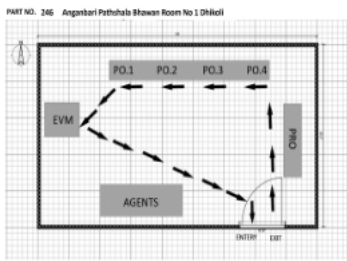 PART NO. 246 Anganbari Pathshala Bhawan Room No 1 Dhikoli
PO.1 PO.2 PO.3 PO.4
EVM
PRO
AGENTS
ENTERY EXIT